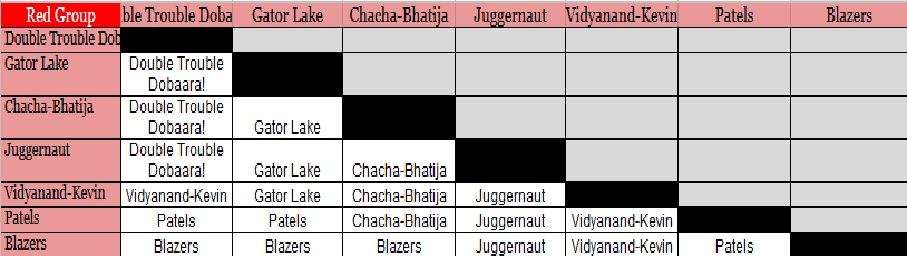 Red Group ble Trouble Doba Gator Lake Chacha-Bhatija Juggernaut Vidyanand-Kevin Patels Blazers
Double Trouble Dob
Gator Lake Double Trouble
Dobaara!
Chacha-Bhatija Double Trouble
Dobaara! Gator Lake
Juggernaut Double Trouble
Dobaara! Gator Lake Chacha-Bhatija
Vidyanand-Kevin Vidyanand-Kevin Gator Lake Chacha-Bhatija Juggernaut
Patels Patels Patels Chacha-Bhatija Juggernaut Vidyanand-Kevin
Blazers Blazers Blazers Blazers Juggernaut Vidyanand-Kevin Patels